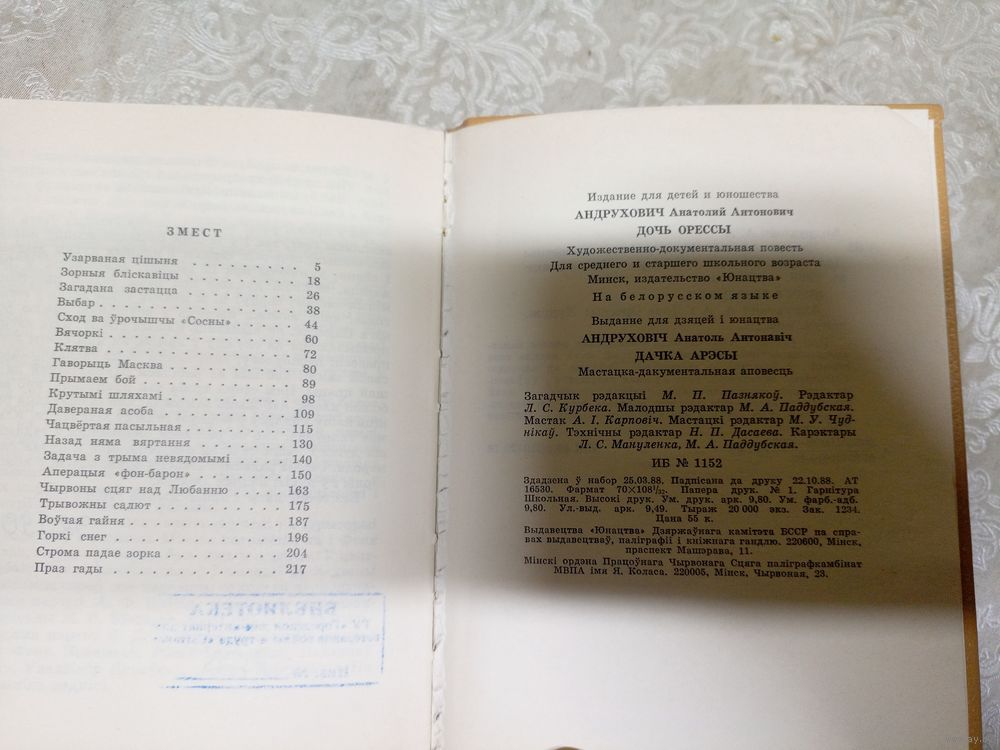 ЗМЕСТ
Узарваная цішыня . . . . . . . . . 5
Зорныя бліскавіцы . . . . . . . . . 18
Загадана застацца . . . . . . . . . 26
Выбар . . . . . . . . . . . . . . 38
Сход ва ўрочышчы «Сосны» . . . . . 44
Вячоркі . . . . . . . . . . . . . 60
Клятва . . . . . . . . . . . . . 72
Гаворыць Масква . . . . . . . . . 80
Прымаем бой . . . . . . . . . . . 89
Крутымі шляхамі . . . . . . . . . 98
Давераная асоба . . . . . . . . . 109
Чацвёртая пасыльная . . . . . . . 115
Назад няма вяртання . . . . . . . 130
Задача з трыма невядомымі . . . . 140
Аперацыя «фон-барон» . . . . . . . 150
Чырвоны сцяг над Любанню . . . . . 163
Трывожны салют . . . . . . . . . . 175
Воўчая гайня . . . . . . . . . . . 187
Горкі снег . . . . . . . . . . . . 196
Строма падае зорка . . . . . . . . 204
Праз гады . . . . . . . . . . . . 217
БИБЛИОТЕКА
Издание для детей и юношества
АНДРУХОВИЧ Анатолий Антонович
ДОЧЬ ОРЕССЫ
Художественно-документальная повесть
Для среднего и старшего школьного возраста
Минск, издательство «Юнацтва»
На белорусском языке
Выданне для дзяцей і юнацтва
АНДРУХОВІЧ Анатоль Антонавіч
ДАЧКА АРЭСЫ
Мастацка-дакументальная аповесць
Загадчык рэдакцыі М. П. Пазнякоў. Рэдактар
Л. С. Курбека. Малодшы рэдактар М. А. Паддубская.
Мастак А. І. Карповіч. Мастацкі рэдактар М. У. Чуд-
нікаў. Тэхнічны рэдактар Н. П. Дасаева. Карэктары
Л. С. Мануленка, М. А. Паддубская.
ИБ № 1152
Здадзена ў набор 25.03.88. Падпісана да друку 22.10.88. АТ
16530. Фармат 70×108¹/₃₂. Папера друк. № 1. Гарнітура
Школьная. Высокі друк. Ум. друк. арк. 9,80. Ум. фарб.-адб.
9,80. Ул.-выд. арк. 9,49. Тыраж 20 000 экз. Зак. 1234.
Цана 55 к.
Выдавецтва «Юнацтва» Дзяржаўнага камітэта БССР па спра-
вах выдавецтваў, паліграфіі і кніжнага гандлю. 220600, Мінск,
праспект Машэрава, 11.
Мінскі ордэна Працоўнага Чырвонага Сцяга паліграфкамбінат
МВПА імя Я. Коласа. 220005, Мінск, Чырвоная, 23.